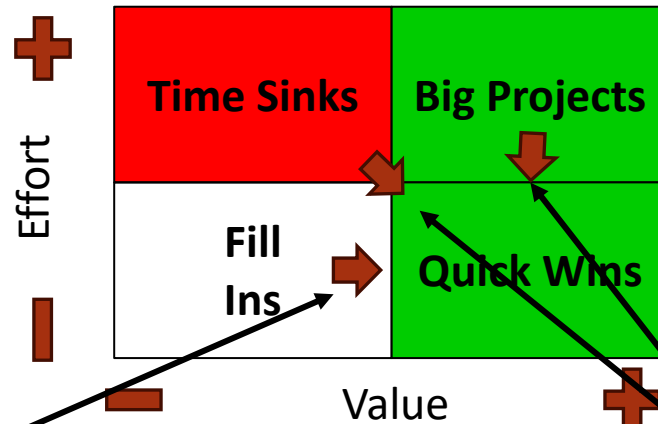 Time Sinks
Big Projects
Effort
Fill
Ins
Quick Wins
Value